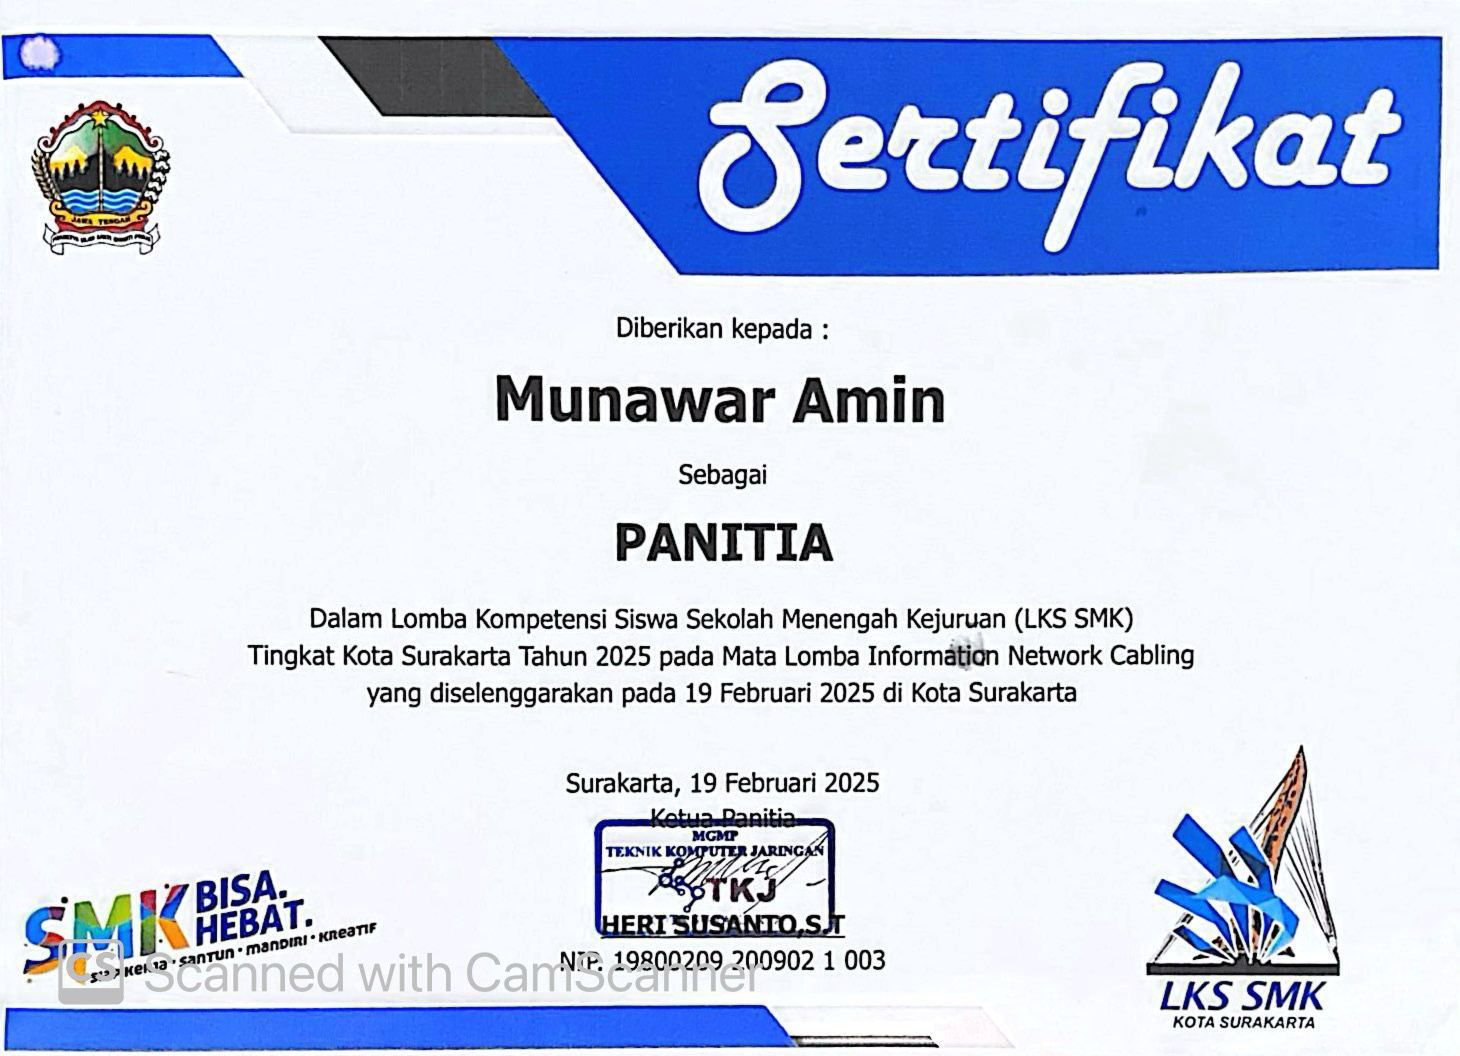 Sertifikat
JAWA TENGAH
Diberikan kepada :
Munawar Amin
Sebagai
PANITIA
Dalam Lomba Kompetensi Siswa Sekolah Menengah Kejuruan (LKS SMK)
Tingkat Kota Surakarta Tahun 2025 pada Mata Lomba Information Network Cabling
yang diselenggarakan pada 19 Februari 2025 di Kota Surakarta
Surakarta, 19 Februari 2025
Ketua Panitia
MGMP
TEKNIK KOMPUTER JARINGAN
TKJ
HERI SUSANTO,S.T
NIP. 19800209 200902 1 003
SMK BISA.
HEBAT.
SIAP Kerja • SANTUN • manDIRI • KReaTIF
LKS SMK
KOTA SURAKARTA
CS Scanned with CamScanner